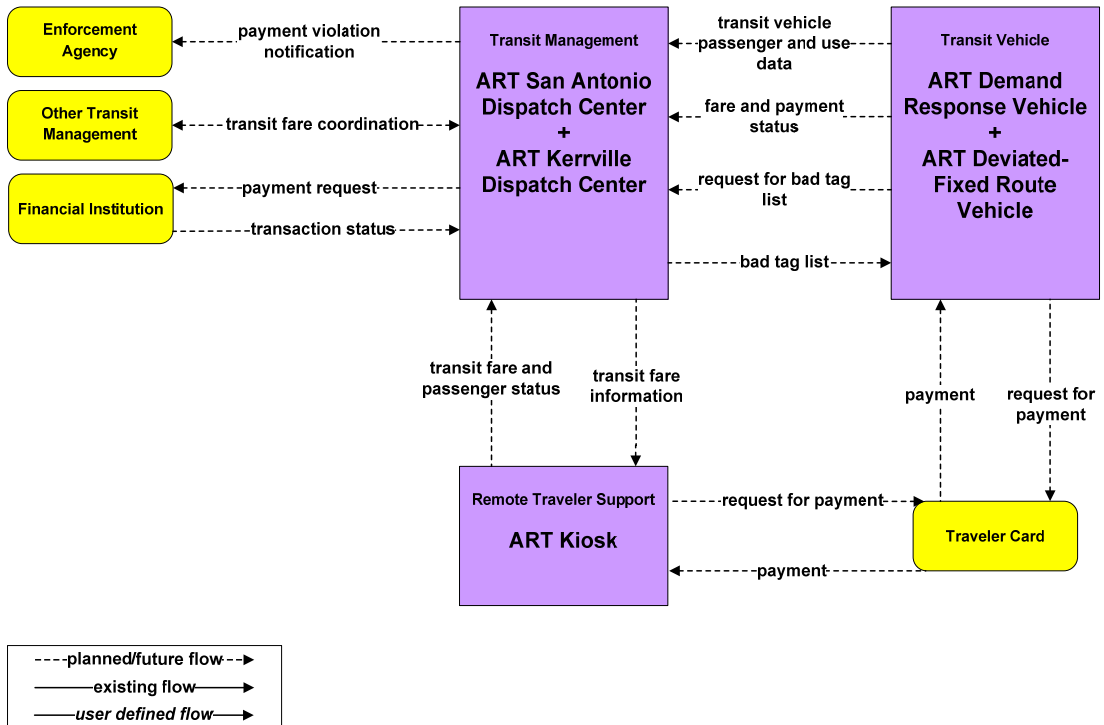 Enforcement
Agency
payment violation
notification
Transit Management
ART San Antonio
Dispatch Center
+
ART Kerrville
Dispatch Center
transit vehicle
passenger and use
data
Transit Vehicle
ART Demand
Response Vehicle
+
ART Deviated-
Fixed Route
Vehicle
Other Transit
Management
transit fare coordination
fare and payment
status
Financial Institution
payment request
transaction status
request for bad tag
list
bad tag list
transit fare and
passenger status
transit fare
information
payment
request for
payment
Remote Traveler Support
ART Kiosk
request for payment
payment
Traveler Card
planned/future flow
existing flow
user defined flow